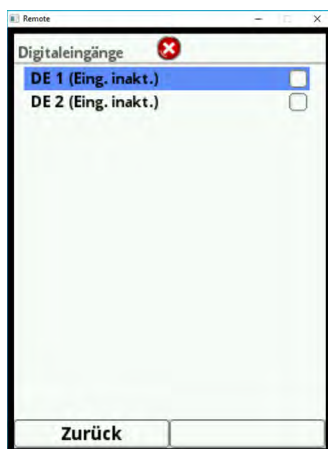 Remote
Digitaleingänge
DE 1 (Eing. inakt.)
DE 2 (Eing. inakt.)
Zurück